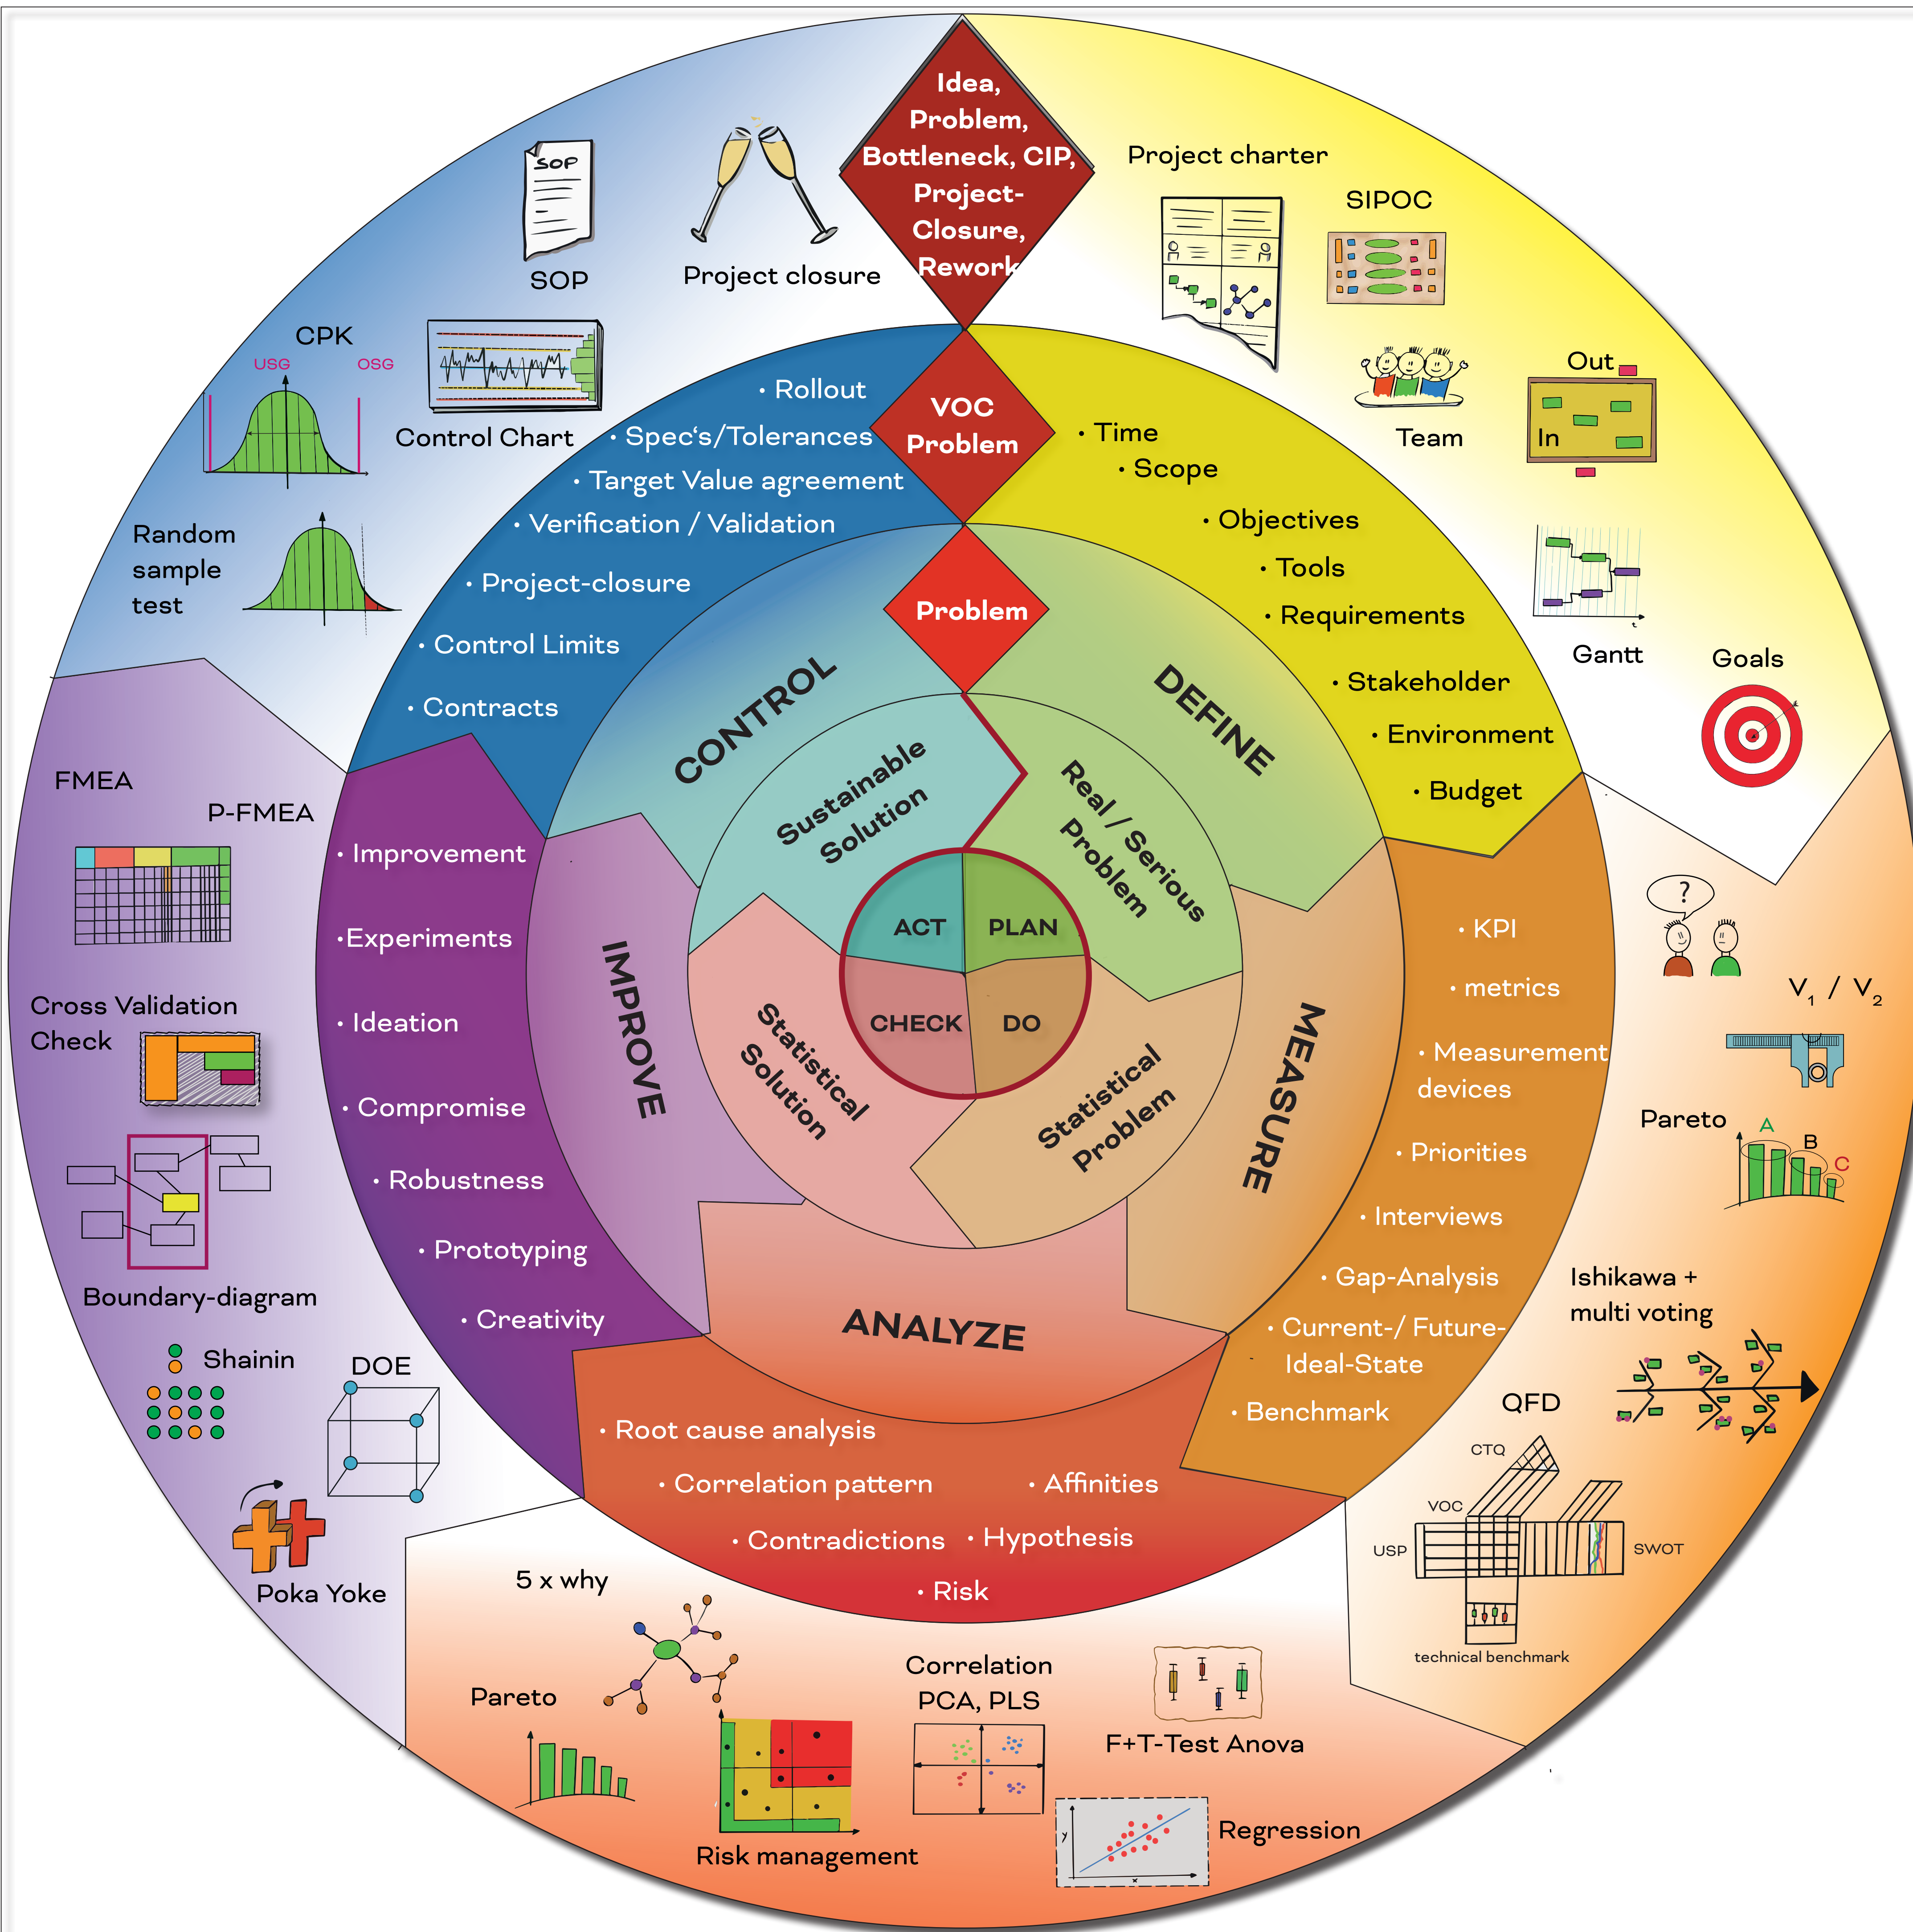 Idea,
Problem,
Bottleneck, CIP,
Project-
Closure,
Rework
VOC
Problem
Problem
Project charter
SIPOC
Team
Out
In
Gantt
t
Goals
• Time
• Scope
• Objectives
• Tools
• Requirements
• Stakeholder
• Environment
• Budget
DEFINE
Real / Serious
Problem
PLAN
?
V1 / V2
Pareto
A
B
C
Ishikawa +
multi voting
QFD
CTQ
VOC
USP
SWOT
technical benchmark
• KPI
• metrics
• Measurement
devices
• Priorities
• Interviews
• Gap-Analysis
• Current-/ Future-
Ideal-State
• Benchmark
MEASURE
Statistical
Problem
DO
ANALYZE
• Root cause analysis
• Correlation pattern
• Affinities
• Contradictions
• Hypothesis
• Risk
5 x why
Pareto
Risk management
Correlation
PCA, PLS
F+T-Test Anova
Regression
y
x
CHECK
Statistical
Solution
IMPROVE
• Improvement
•Experiments
• Ideation
• Compromise
• Robustness
• Prototyping
• Creativity
FMEA
P-FMEA
Cross Validation
Check
Boundary-diagram
Shainin
DOE
Poka Yoke
ACT
Sustainable
Solution
CONTROL
• Rollout
• Spec‘s/Tolerances
• Target Value agreement
• Verification / Validation
• Project-closure
• Control Limits
• Contracts
SOP
SOP
Project closure
CPK
USG
OSG
Control Chart
Random
sample
test